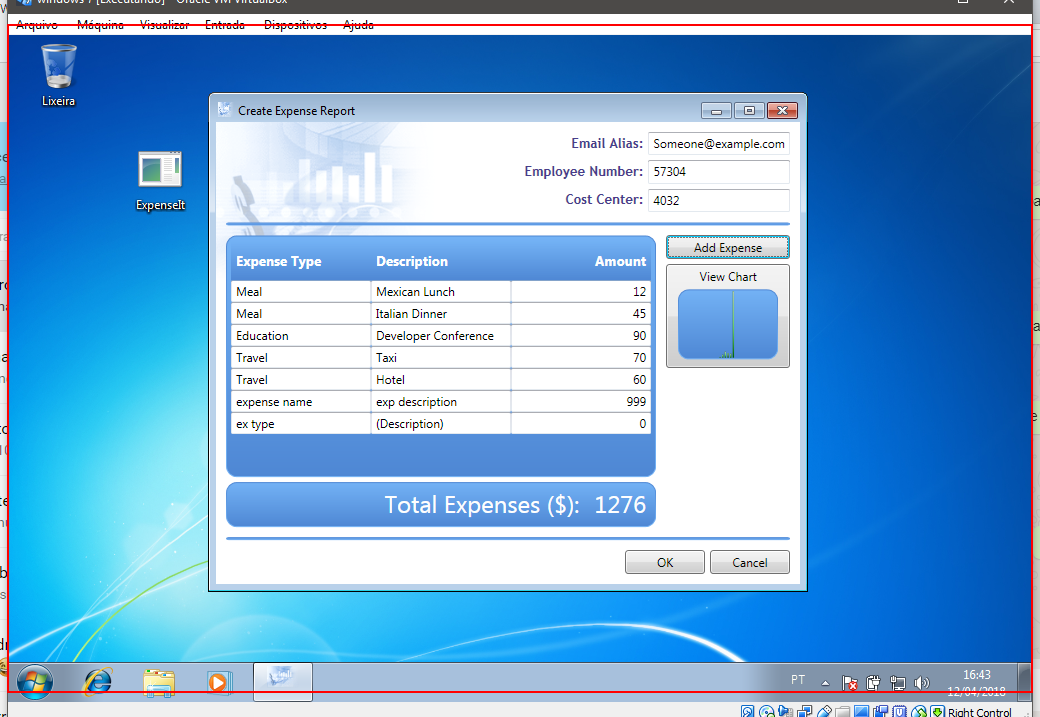 windows 7 [Executando] - Oracle VM VirtualBox
Arquivo Máquina Visualizar Entrada Dispositivos Ajuda
Lixeira
ExpenseIt
Create Expense Report
Email Alias: Someone@example.com
Employee Number: 57304
Cost Center: 4032
Expense Type Description Amount
Meal Mexican Lunch 12
Meal Italian Dinner 45
Education Developer Conference 90
Travel Taxi 70
Travel Hotel 60
expense name exp description 999
ex type (Description) 0
Total Expenses ($): 1276
Add Expense
View Chart
OK Cancel
PT
16:43
12/04/2018
Right Control